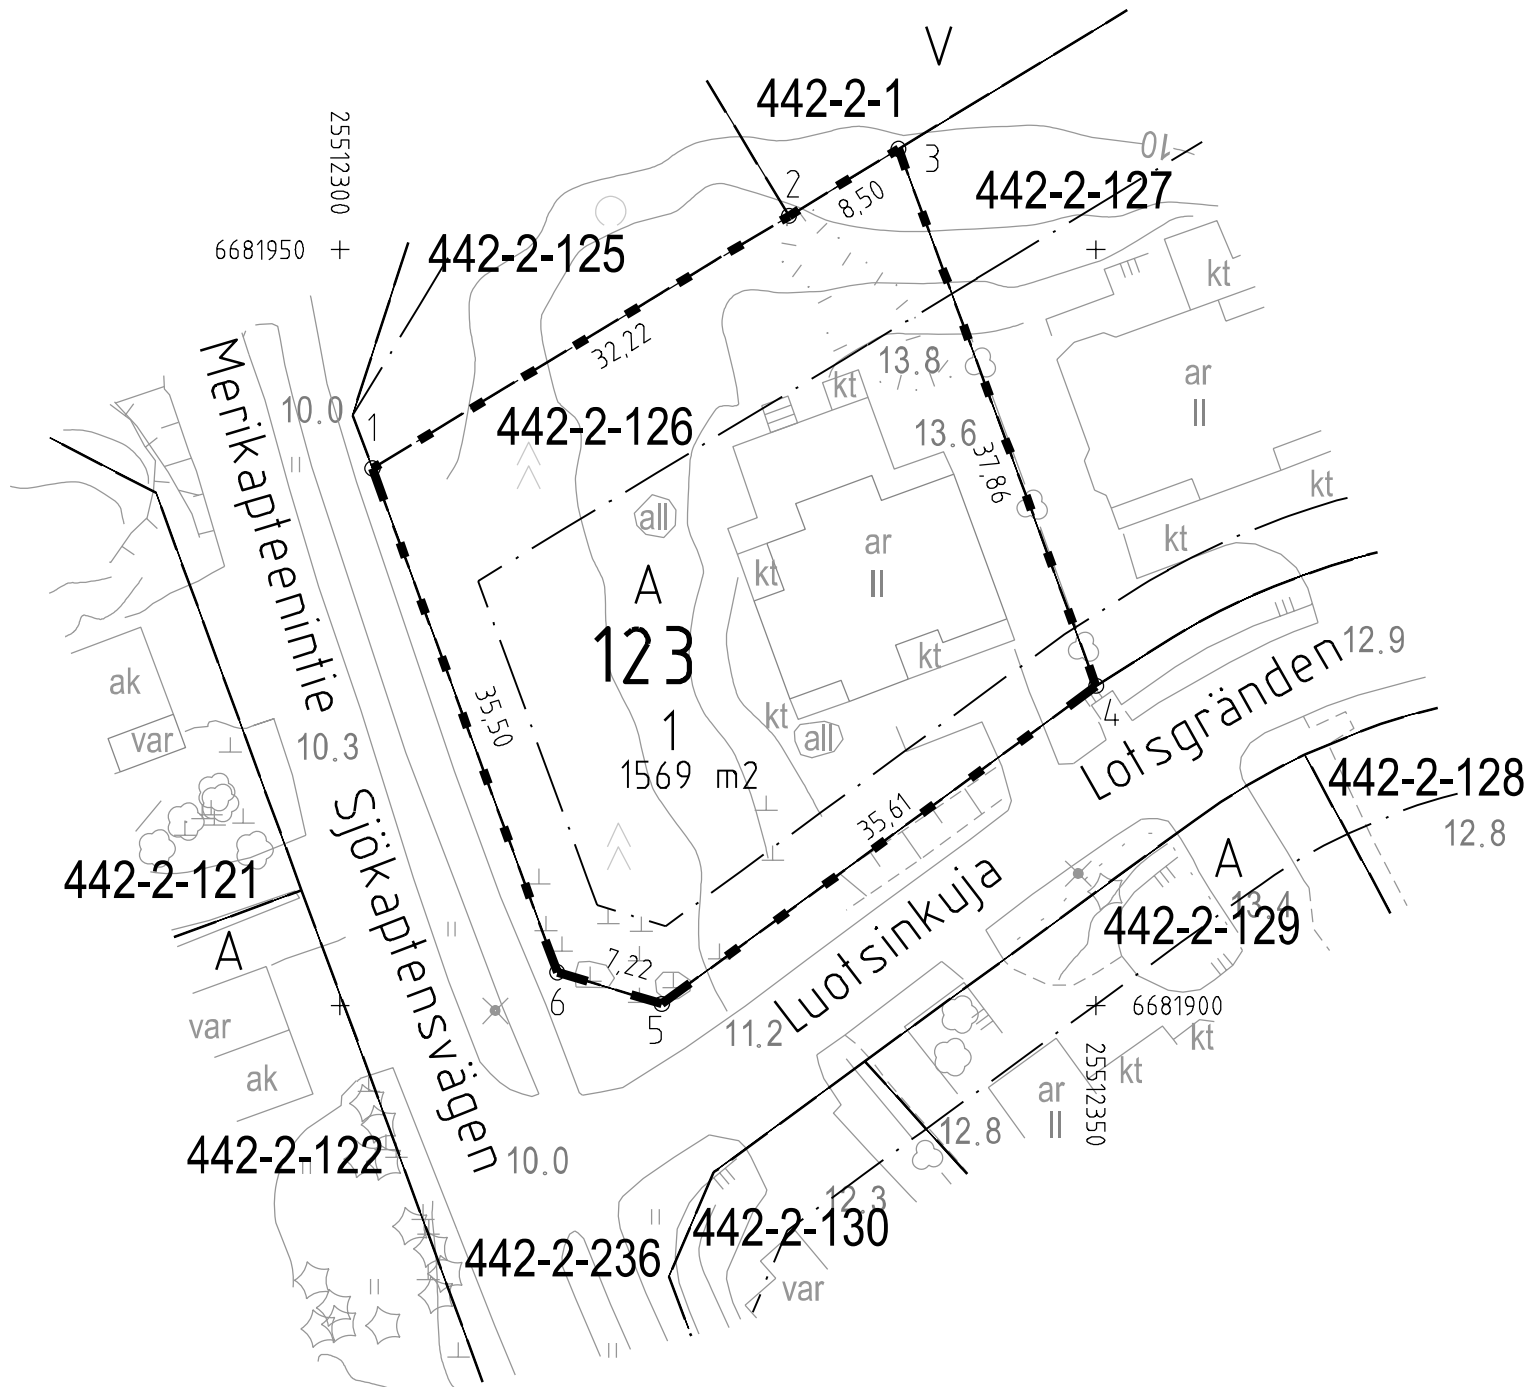 V
442-2-1
25512300
3
10
2
442-2-127
8,50
6681950
442-2-125
kt
32,22
13.8
kt
ar
II
10.0
1
442-2-126
13.6
37,86
kt
all
ar
II
kt
kt
A
123
Merikapteenintie
12.9
kt
ak
35,50
1
kt
all
4
var
10.3
1569 m2
Lotsgränden
442-2-128
35,61
12.8
Sjökaptensvägen
442-2-121
A
13.4
442-2-129
Luotsinkuja
A
7,22
6
5
6681900
var
11.2
kt
ak
kt
ar
II
25512350
12.8
442-2-122
10.0
12.3
442-2-130
442-2-236
var